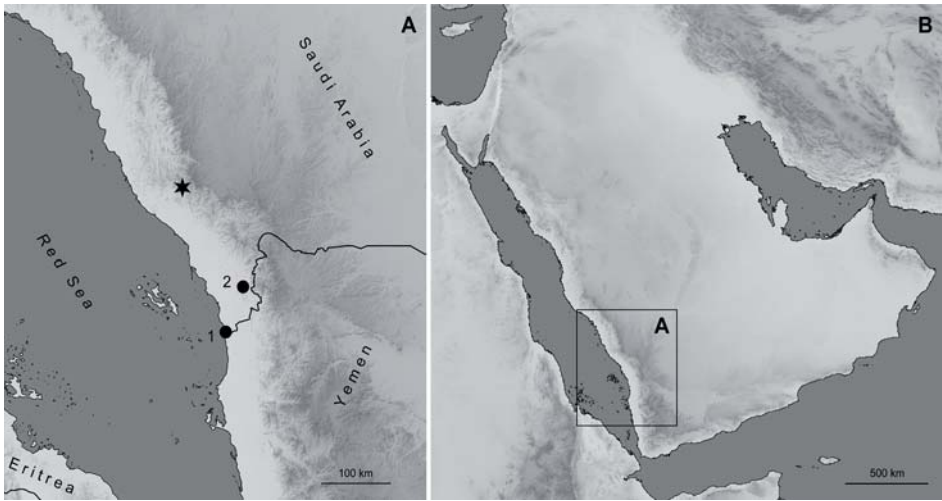 A
Saudi Arabia
Red Sea
2
1
Yemen
Eritrea
100 km
B
A
500 km